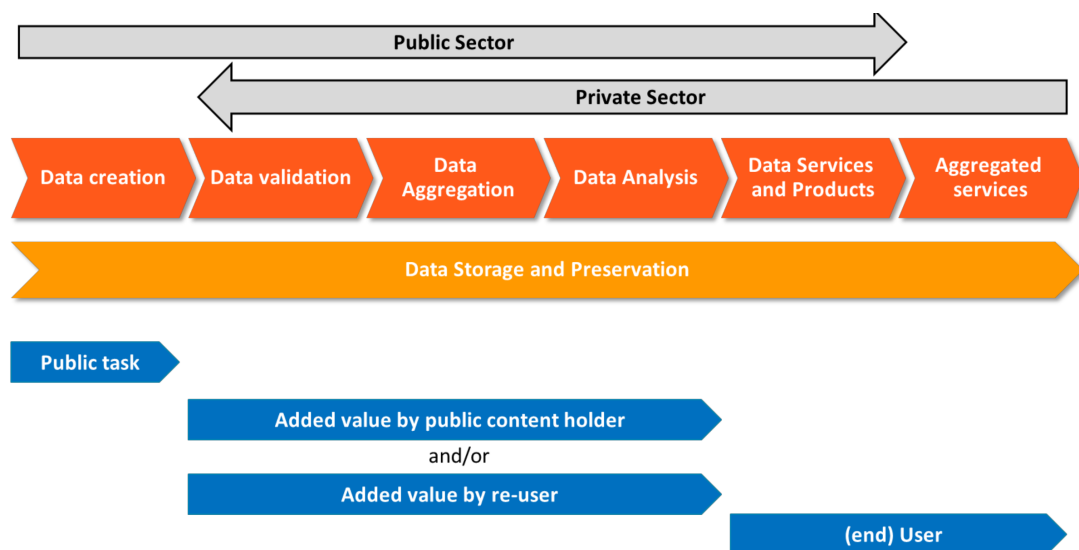 Public Sector
Private Sector
Data creation
Data validation
Data
Aggregation
Data Analysis
Data Services
and Products
Aggregated
services
Data Storage and Preservation
Public task
Added value by public content holder
and/or
Added value by re-user
(end) User